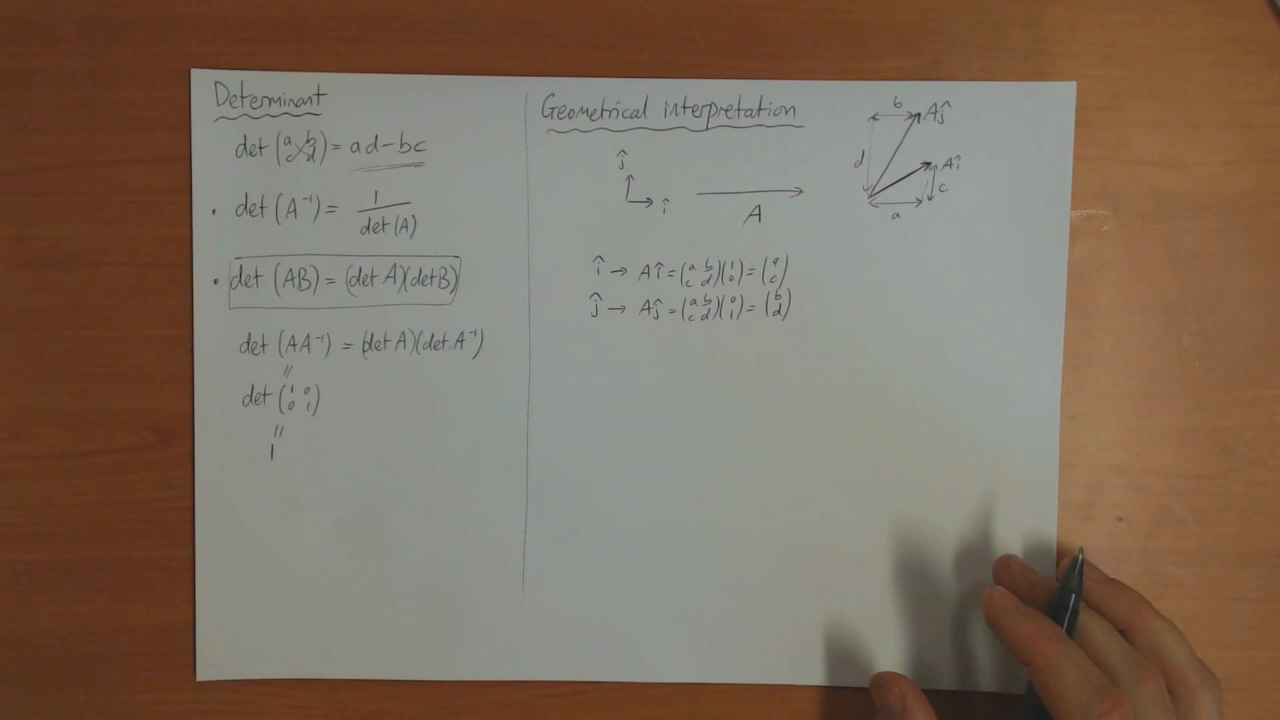 Determinant
det (a b c d) = ad-bc
• det (A⁻¹) = 1/det(A)
• det (AB) = (det A)(det B)
det (AA⁻¹) = (det A)(det A⁻¹)
〃
det (1 0 0 1)
〃
1
Geometrical interpretation
ĵ
î
A
b
Aĵ
d
Aî
c
a
î → Aî = (a b c d)(1 0) = (a c)
ĵ → Aĵ = (a b c d)(0 1) = (b d)